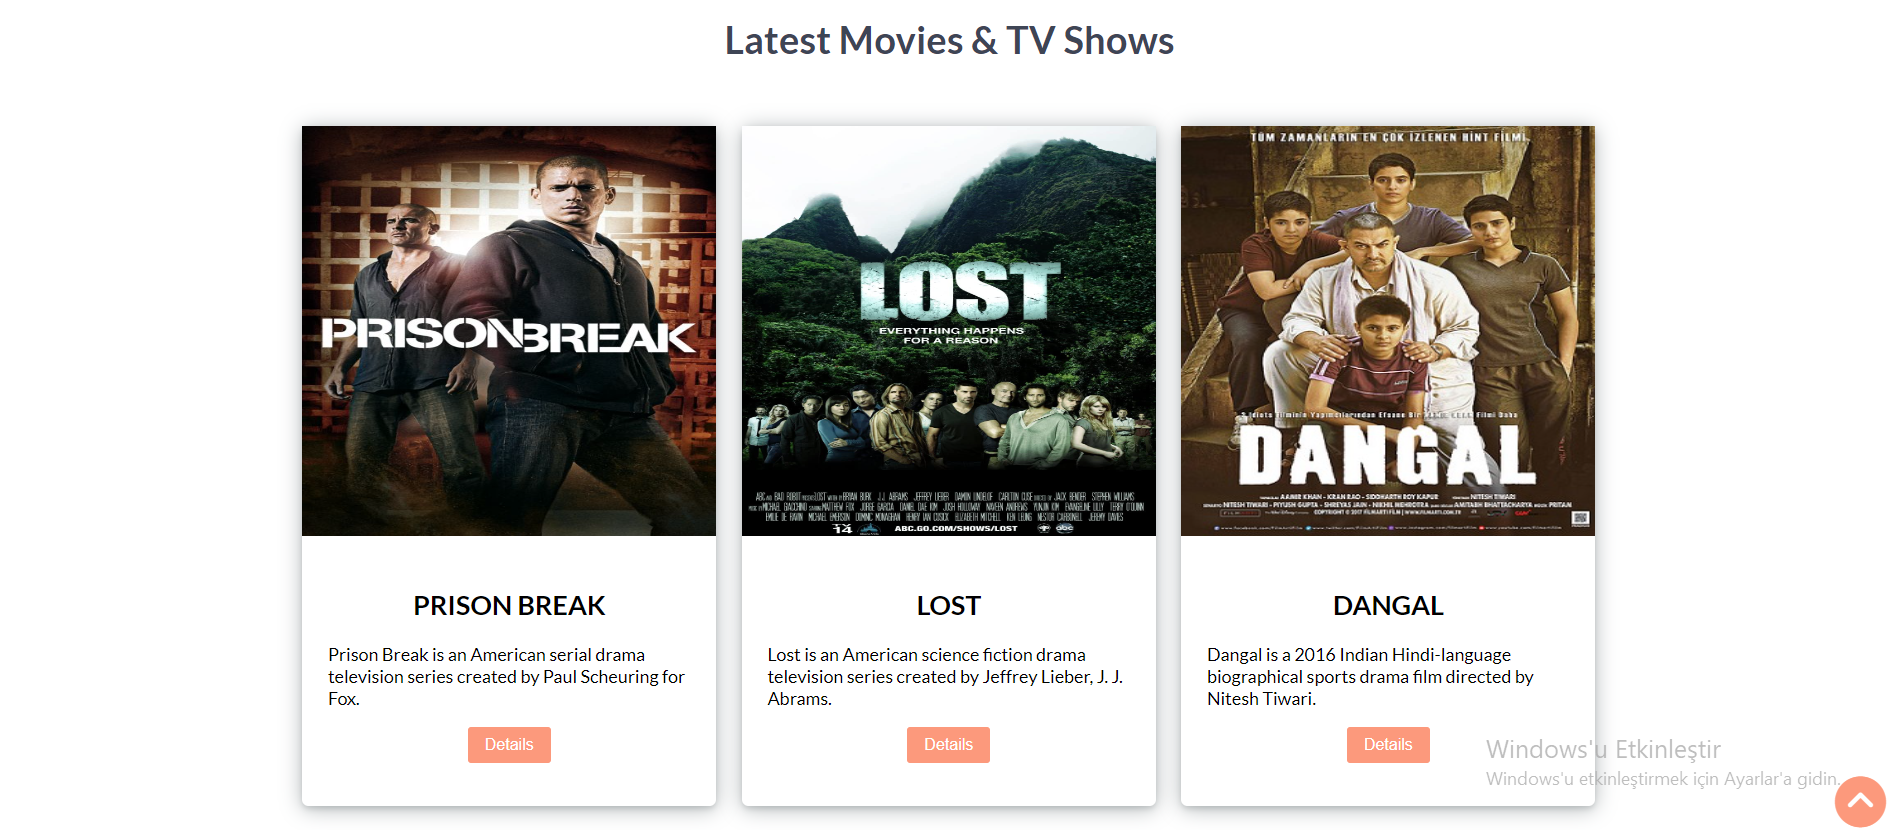 Latest Movies & TV Shows
PRISON BREAK
LOST
EVERYTHING HAPPENS
FOR A REASON
ABC.GO.COM/SHOWS/LOST
TÜM ZAMANLARIN EN ÇOK İZLENEN HİNT FİLMİ
DANGAL
PRISON BREAK
Prison Break is an American serial drama
television series created by Paul Scheuring for
Fox.
Details
LOST
Lost is an American science fiction drama
television series created by Jeffrey Lieber, J. J.
Abrams.
Details
DANGAL
Dangal is a 2016 Indian Hindi-language
biographical sports drama film directed by
Nitesh Tiwari.
Details
Windows'u Etkinleştir
Windows'u etkinleştirmek için Ayarlar'a gidin.